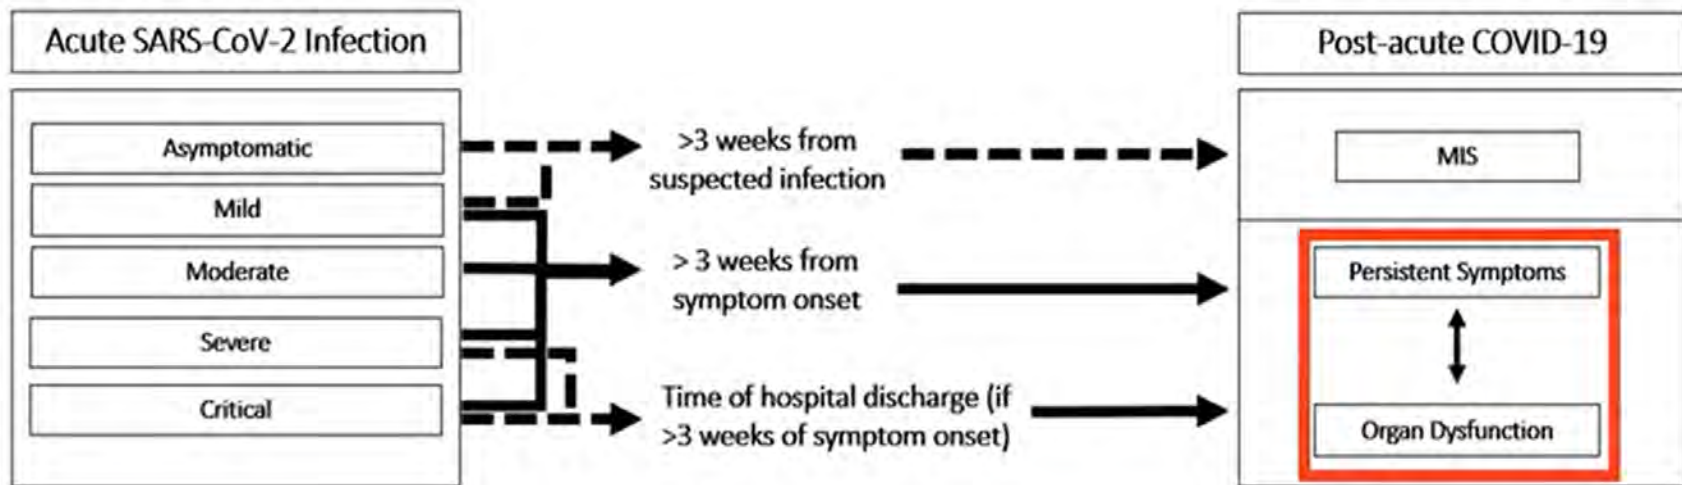 Acute SARS-CoV-2 Infection
Post-acute COVID-19
Asymptomatic
Mild
Moderate
Severe
Critical
>3 weeks from
suspected infection
> 3 weeks from
symptom onset
Time of hospital discharge (if
>3 weeks of symptom onset)
MIS
Persistent Symptoms
Organ Dysfunction